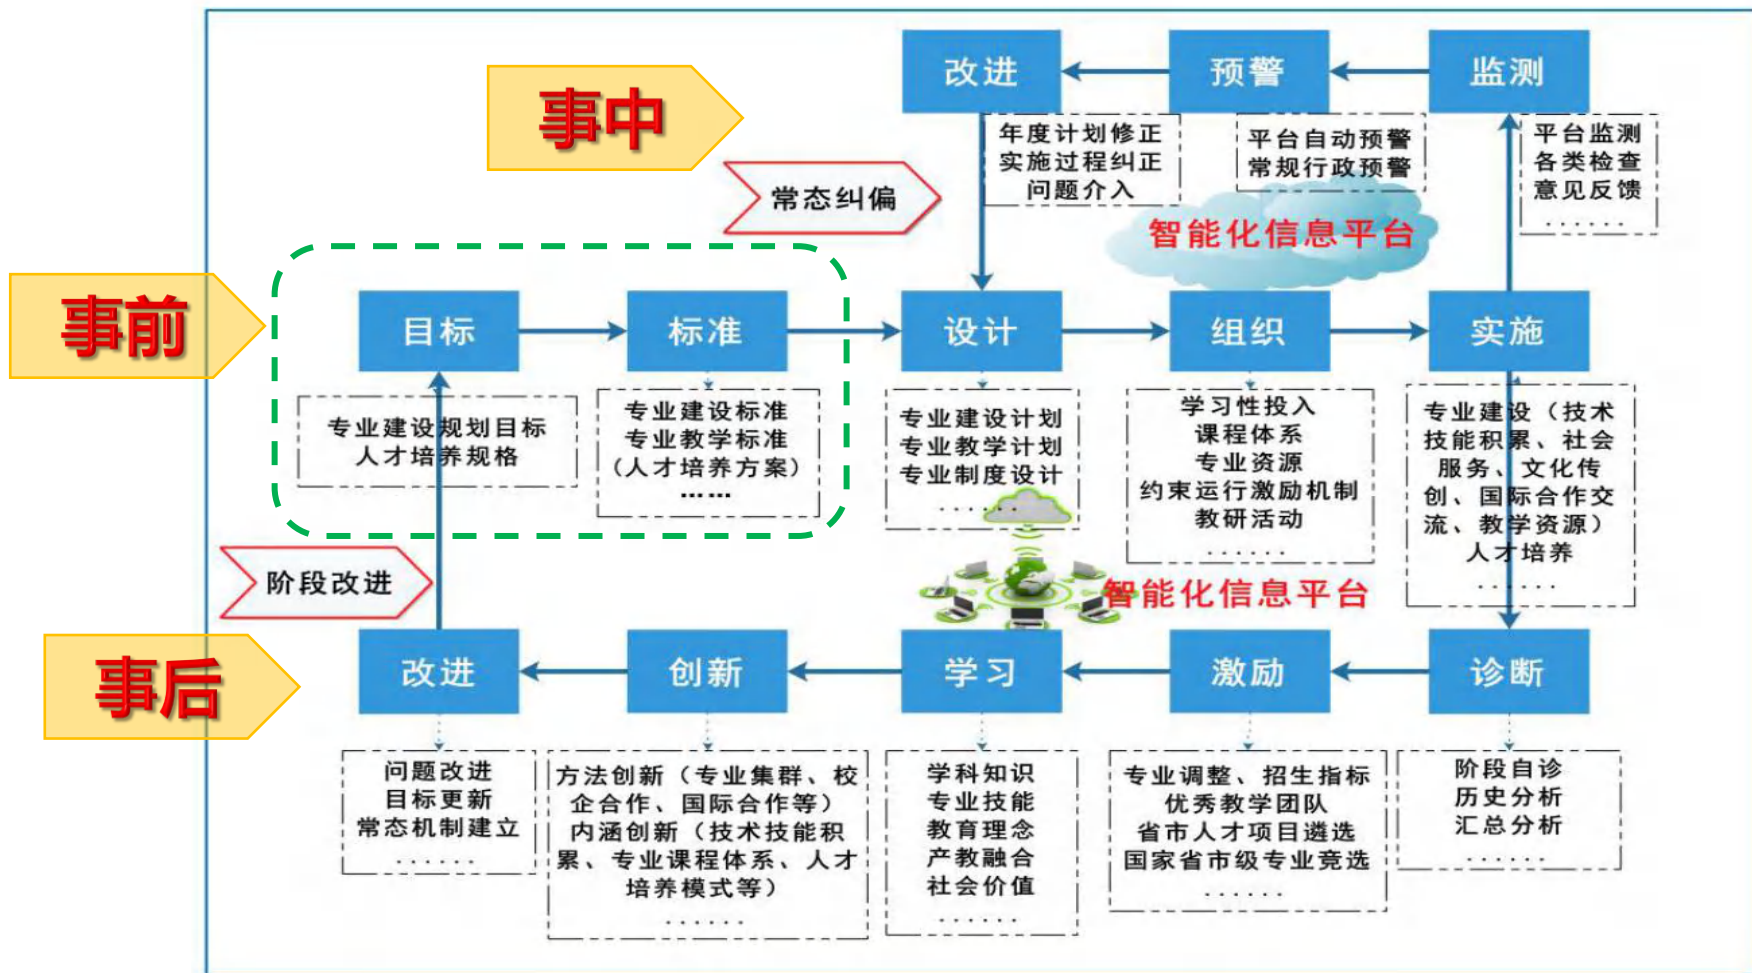 改进
预警
监测
事中
年度计划修正
实施过程纠正
问题介入
平台自动预警
常规行政预警
平台监测
各类检查
意见反馈
······
常态纠偏
智能化信息平台
事前
目标
标准
设计
组织
实施
专业建设规划目标
人才培养规格
专业建设标准
专业教学标准
（人才培养方案）
……
专业建设计划
专业教学计划
专业制度设计
······
学习性投入
课程体系
专业资源
约束运行激励机制
教研活动
······
专业建设（技术
技能积累、社会
服务、文化传
创、国际合作交
流、教学资源）
人才培养
······
阶段改进
智能化信息平台
事后
改进
创新
学习
激励
诊断
问题改进
目标更新
常态机制建立
······
方法创新（专业集群、校
企合作、国际合作等）
内涵创新（技术技能积
累、专业课程体系、人才
培养模式等）
······
学科知识
专业技能
教育理念
产教融合
社会价值
······
专业调整、招生指标
优秀教学团队
省市人才项目遴选
国家省市级专业竞选
······
阶段自诊
历史分析
汇总分析
······